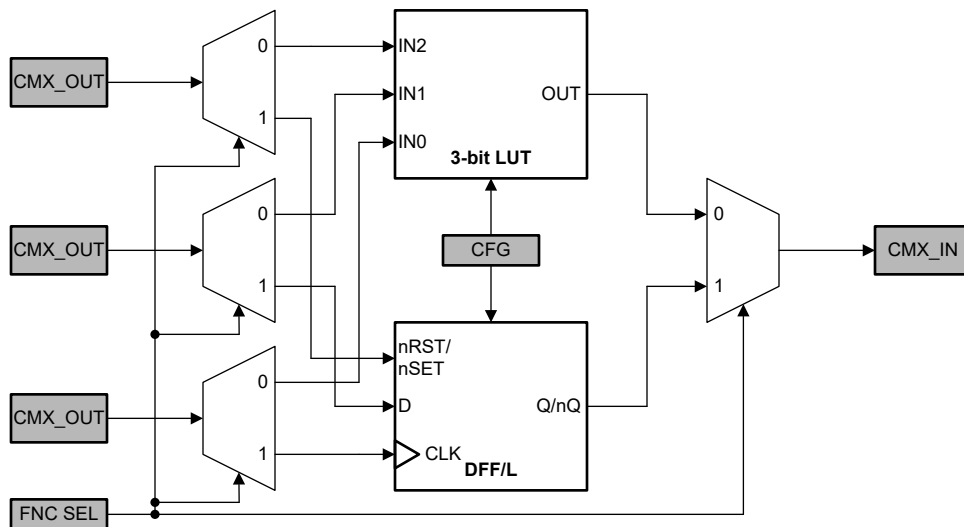 CMX_OUT
0
1
IN2
IN1
IN0
OUT
3-bit LUT
CMX_OUT
0
1
CFG
0
1
CMX_IN
nRST/
nSET
D
CLK
Q/nQ
DFF/L
CMX_OUT
0
1
FNC SEL